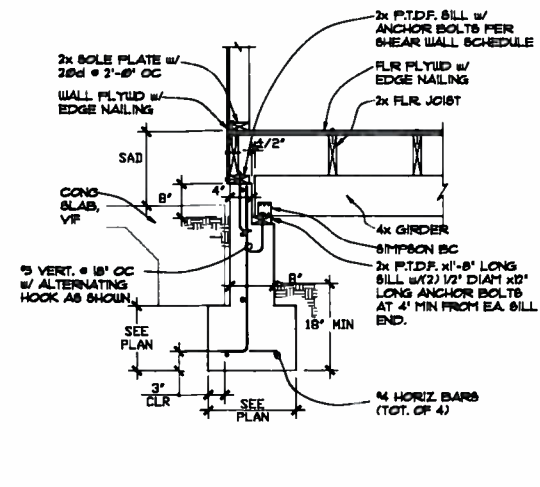 2x P.T.D.F. SILL w/
ANCHOR BOLTS PER
SHEAR WALL SCHEDULE
2x SOLE PLATE w/
20d @ 2'-0" OC
FLR PLYWD w/
EDGE NAILING
WALL PLYWD w/
EDGE NAILING
2x FLR JOIST
1/2"
SAD
8"
4"
CONC
SLAB,
VIF
4x GIRDER
SIMPSON BC
2x P.T.D.F. x1'-8" LONG
SILL w/(2) 1/2" DIAM x12"
LONG ANCHOR BOLTS
AT 4" MIN FROM EA. SILL
END.
#5 VERT. @ 18" OC
w/ ALTERNATING
HOOK AS SHOWN
8"
18" MIN
SEE
PLAN
3"
CLR
SEE
PLAN
#4 HORIZ BARS
(TOT. OF 4)